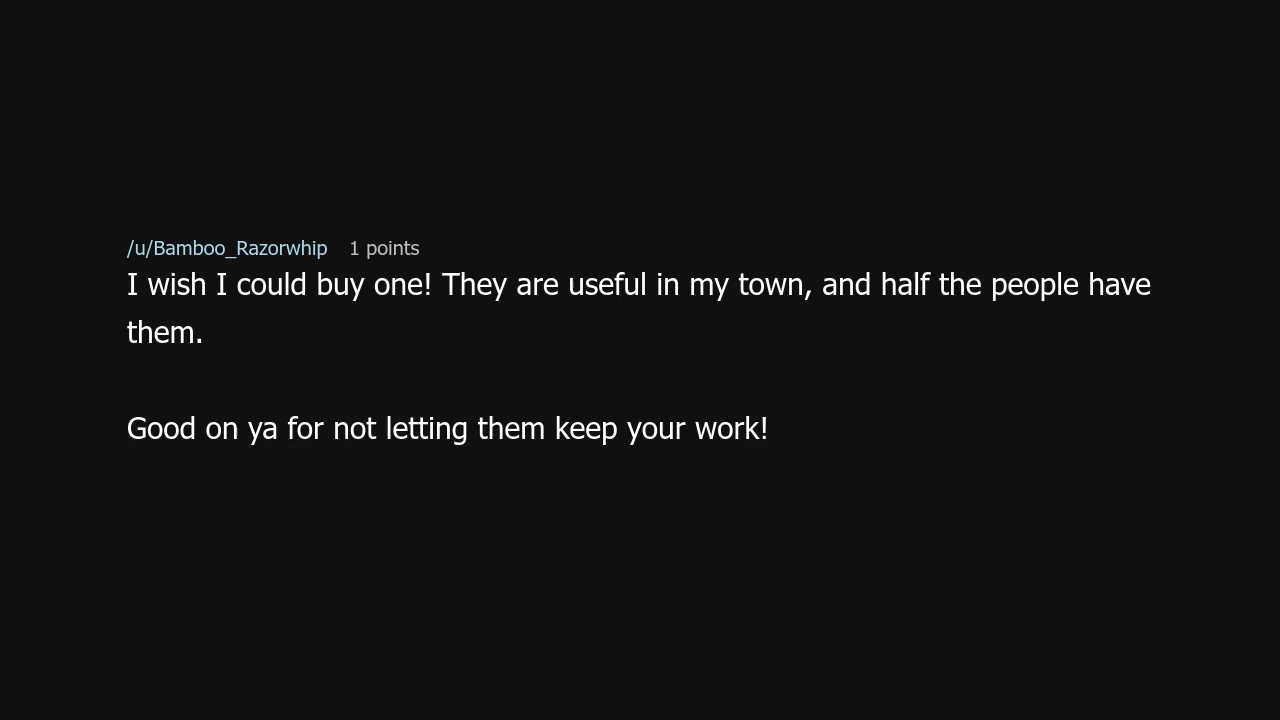 /u/Bamboo_Razorwhip 1 points
I wish I could buy one! They are useful in my town, and half the people have
them.
Good on ya for not letting them keep your work!